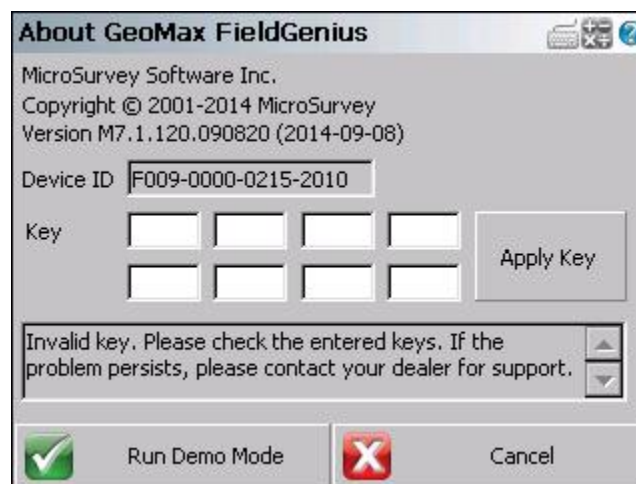 About GeoMax FieldGenius
MicroSurvey Software Inc.
Copyright © 2001-2014 MicroSurvey
Version M7.1.120.090820 (2014-09-08)
Device ID F009-0000-0215-2010
Key
Apply Key
Invalid key. Please check the entered keys. If the
problem persists, please contact your dealer for support.
Run Demo Mode Cancel